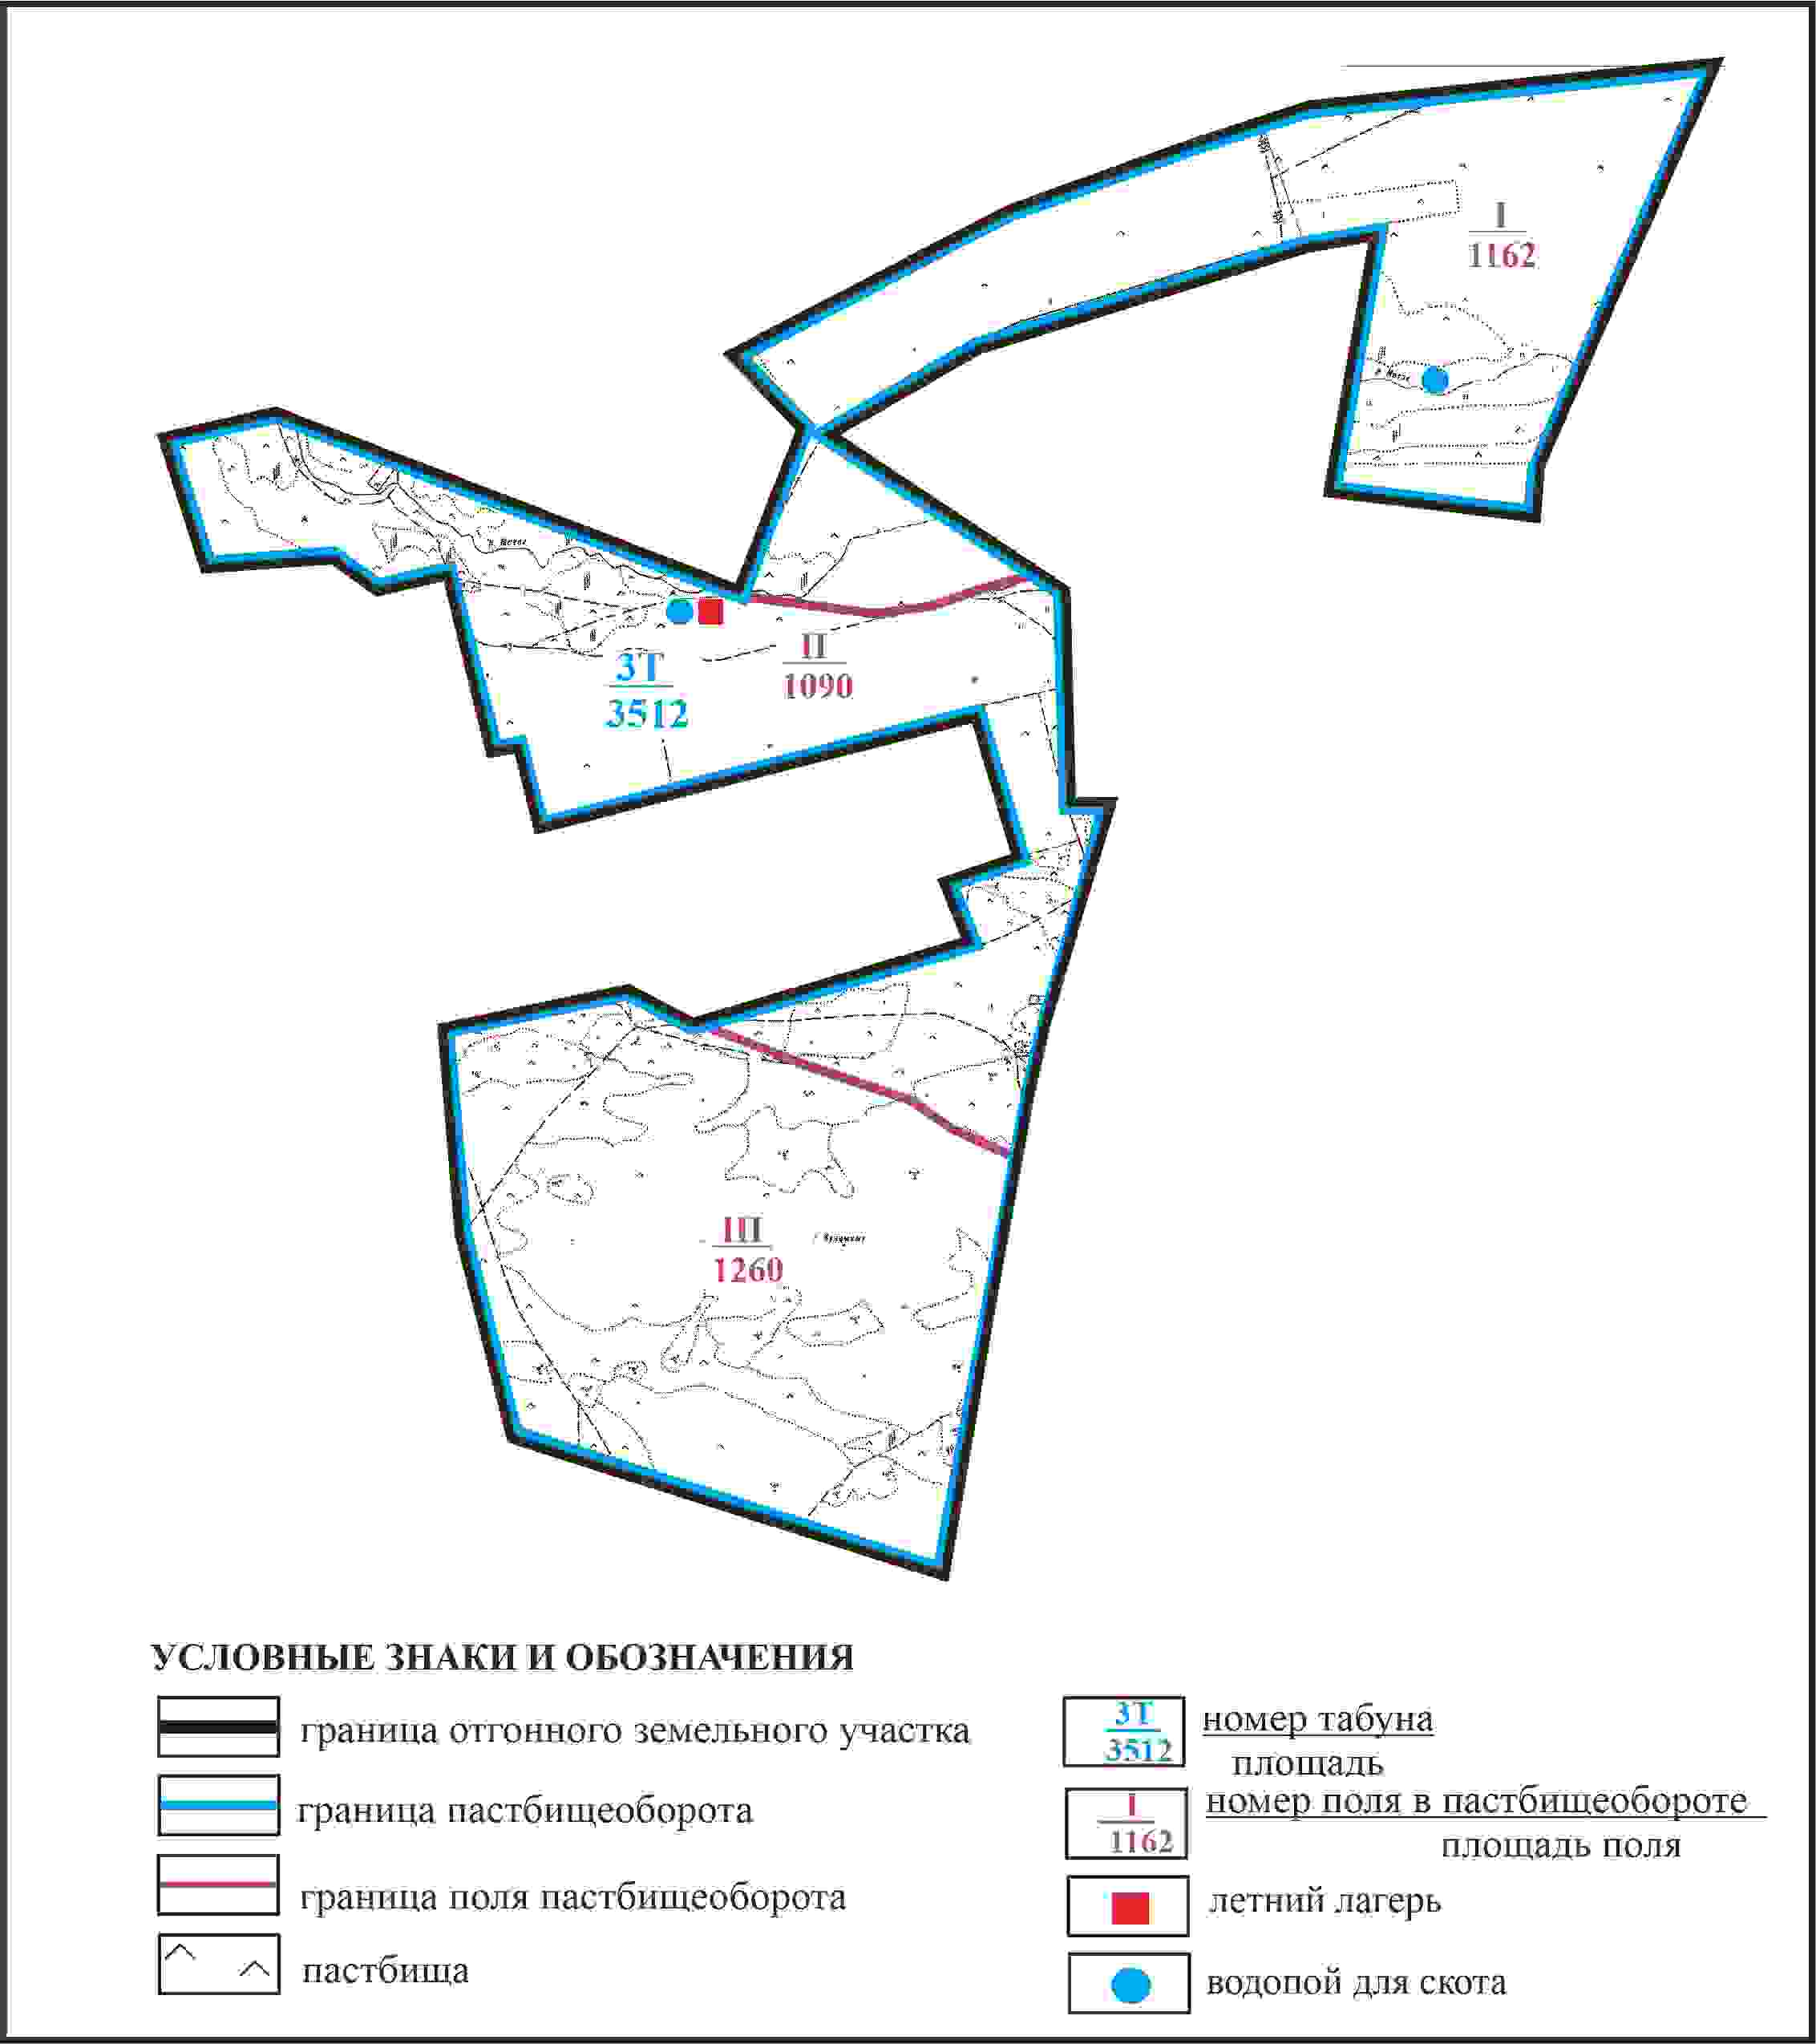 I
1162
р. Ногас
3Т
3512
II
1090
III
1260
УСЛОВНЫЕ ЗНАКИ И ОБОЗНАЧЕНИЯ
граница отгонного земельного участка
граница пастбищеоборота
граница поля пастбищеоборота
пастбища
3Т
3512
номер табуна
площадь
I
1162
номер поля в пастбищеобороте
площадь поля
летний лагерь
водопой для скота